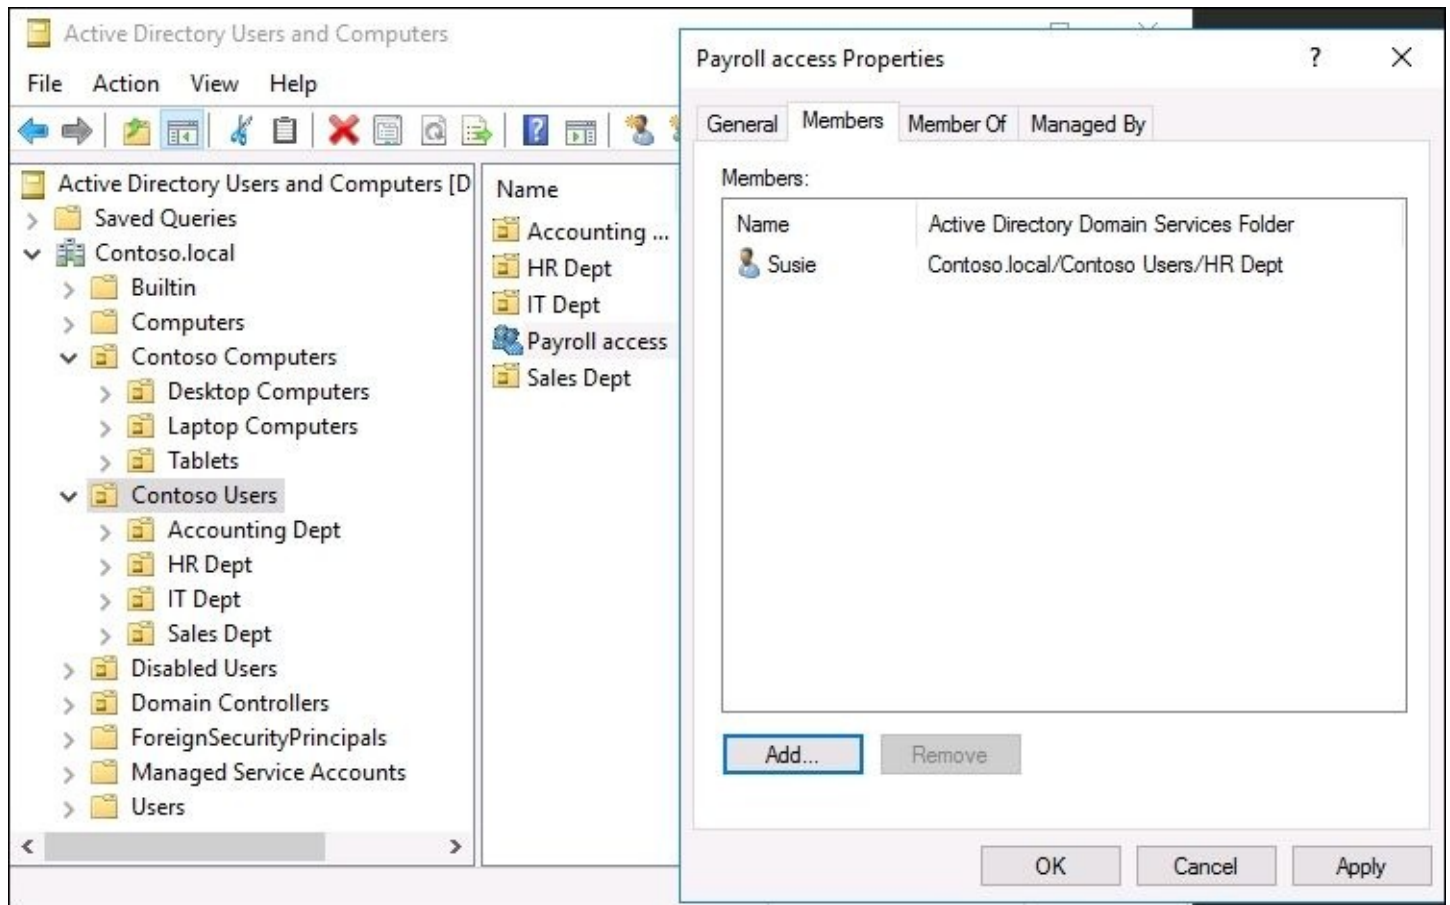 Active Directory Users and Computers
File Action View Help
Active Directory Users and Computers [D
Saved Queries
Contoso.local
Builtin
Computers
Contoso Computers
Desktop Computers
Laptop Computers
Tablets
Contoso Users
Accounting Dept
HR Dept
IT Dept
Sales Dept
Disabled Users
Domain Controllers
ForeignSecurityPrincipals
Managed Service Accounts
Users
Name
Accounting ...
HR Dept
IT Dept
Payroll access
Sales Dept
Payroll access Properties
General Members Member Of Managed By
Members:
Name Active Directory Domain Services Folder
Susie Contoso.local/Contoso Users/HR Dept
Add... Remove
OK Cancel Apply